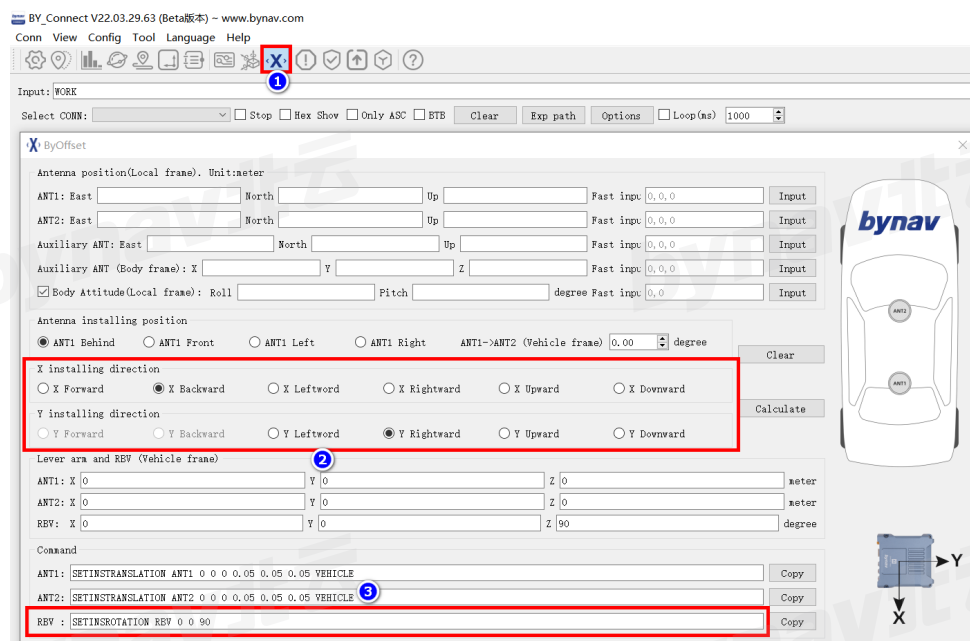 BY_Connect V22.03.29.63 (Beta版本) ~ www.bynav.com
Conn View Config Tool Language Help
X
1
Input: WORK
Select CONN: Stop Hex Show Only ASC BTB Clear Exp path Options Loop(ms) 1000
ByOffset
Antenna position(Local frame). Unit:meter
ANT1: East North Up Fast inpu 0,0,0 Input
ANT2: East North Up Fast inpu 0,0,0 Input
Auxiliary ANT: East North Up Fast inpu 0,0,0 Input
Auxiliary ANT (Body frame): X Y Z Fast inpu 0,0,0 Input
Body Attitude(Local frame): Roll Pitch degree Fast inpu 0,0 Input
bynav
ANT2
ANT1
Antenna installing position
ANT1 Behind ANT1 Front ANT1 Left ANT1 Right ANT1->ANT2 (Vehicle frame) 0.00 degree
Clear
X installing direction
X Forward X Backward X Leftword X Rightward X Upward X Downward
Calculate
Y installing direction
Y Forward Y Backward Y Leftword Y Rightward Y Upward Y Downward
2
Lever arm and RBV (Vehicle frame)
ANT1: X 0 Y 0 Z 0 meter
ANT2: X 0 Y 0 Z 0 meter
RBV: X 0 Y 0 Z 90 degree
Command
ANT1: SETINSTRANSLATION ANT1 0 0 0 0.05 0.05 0.05 VEHICLE Copy
ANT2: SETINSTRANSLATION ANT2 0 0 0 0.05 0.05 0.05 VEHICLE Copy
3
RBV : SETINSROTATION RBV 0 0 90 Copy
Y
X